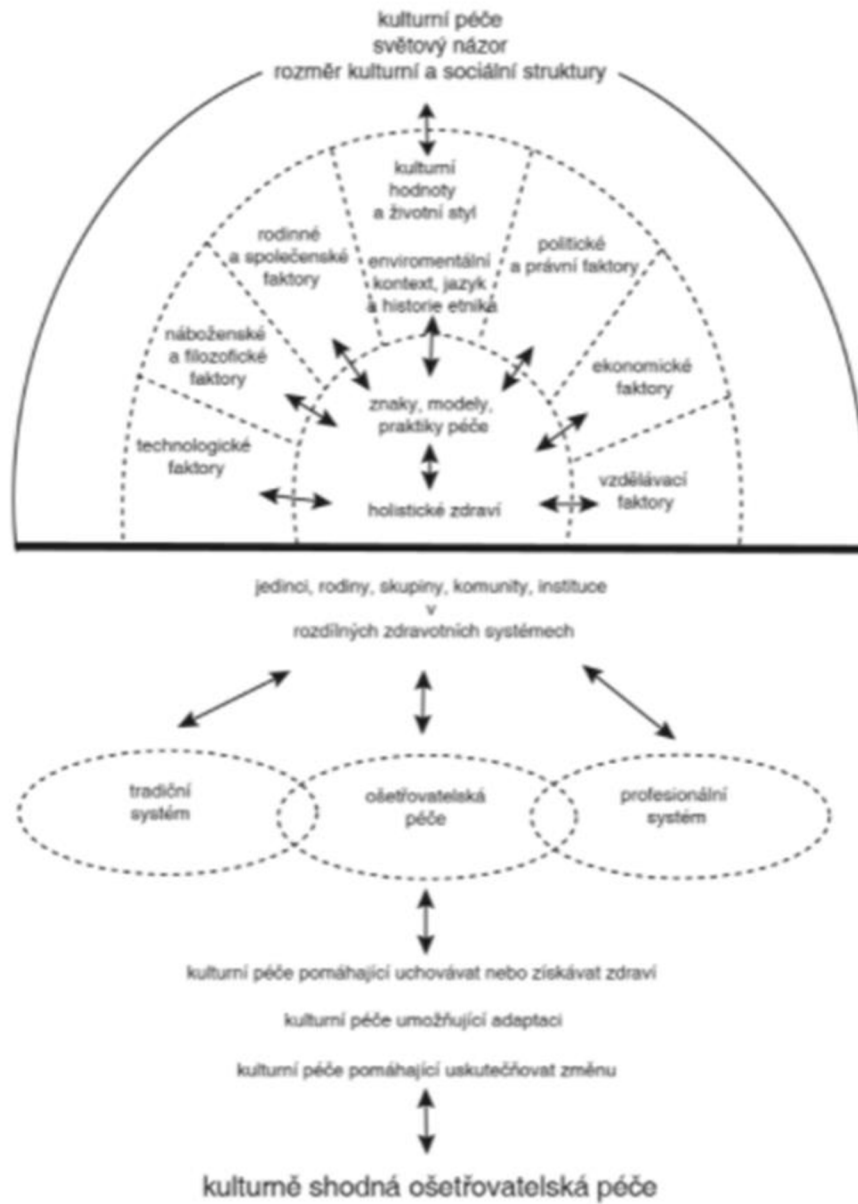 kulturní péče
světový názor
rozměr kulturní a sociální struktury
kulturní
hodnoty
a životní styl
rodinné
a společenské
faktory
enviromentální
kontext, jazyk
a historie etnika
politické
a právní faktory
náboženské
a filozofické
faktory
ekonomické
faktory
znaky, modely,
praktiky péče
technologické
faktory
holistické zdraví
vzdělávací
faktory
jedinci, rodiny, skupiny, komunity, instituce
v
rozdílných zdravotních systémech
tradiční
systém
ošetřovatelská
péče
profesionální
systém
kulturní péče pomáhající uchovávat nebo získávat zdraví
kulturní péče umožňující adaptaci
kulturní péče pomáhající uskutečňovat změnu
kulturně shodná ošetřovatelská péče